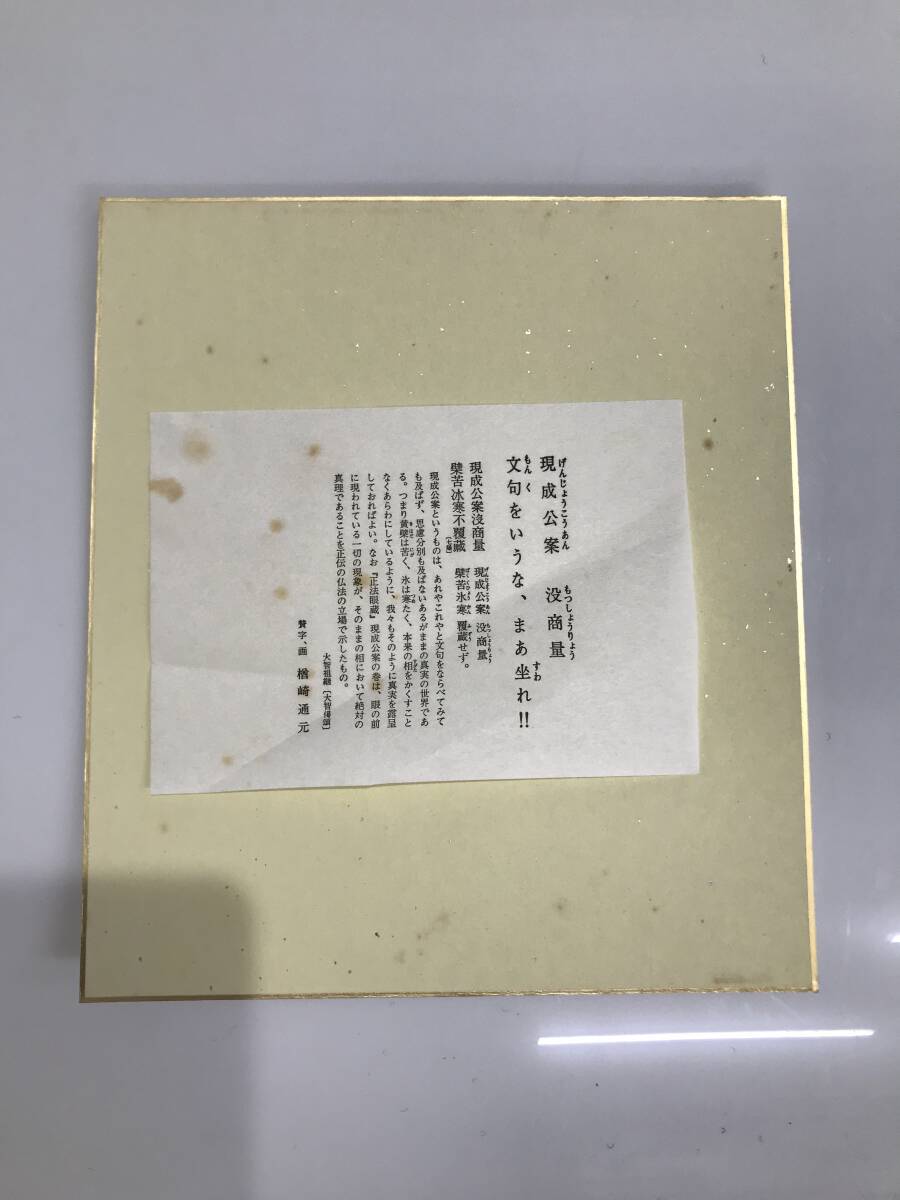 現成公案　没商量
げんじょうこうあん　もつしょうりょう
文句をいうな、まあ坐れ!!
もんく　すわ
現成公案没商量　現成公案　没商量
檗苦冰寒不覆蔵　檗苦氷寒　覆蔵せず。
現成公案というものは、あれやこれやと文句をならべてみて
も及ばず、思慮分別も及ばないあるがままの真実の世界であ
る。つまり黄檗は苦く、氷は寒たく、本来の相をかくすこと
なくあらわにしているように、我々もそのように真実を露呈
しておればよい。なお『正法眼蔵』現成公案の巻は、眼の前
に現われている一切の現象が、そのままの相において絶対の
真理であることを正伝の仏法の立場で示したもの。
大智祖継〔大智偈頌〕
賛字、画　楢崎通元